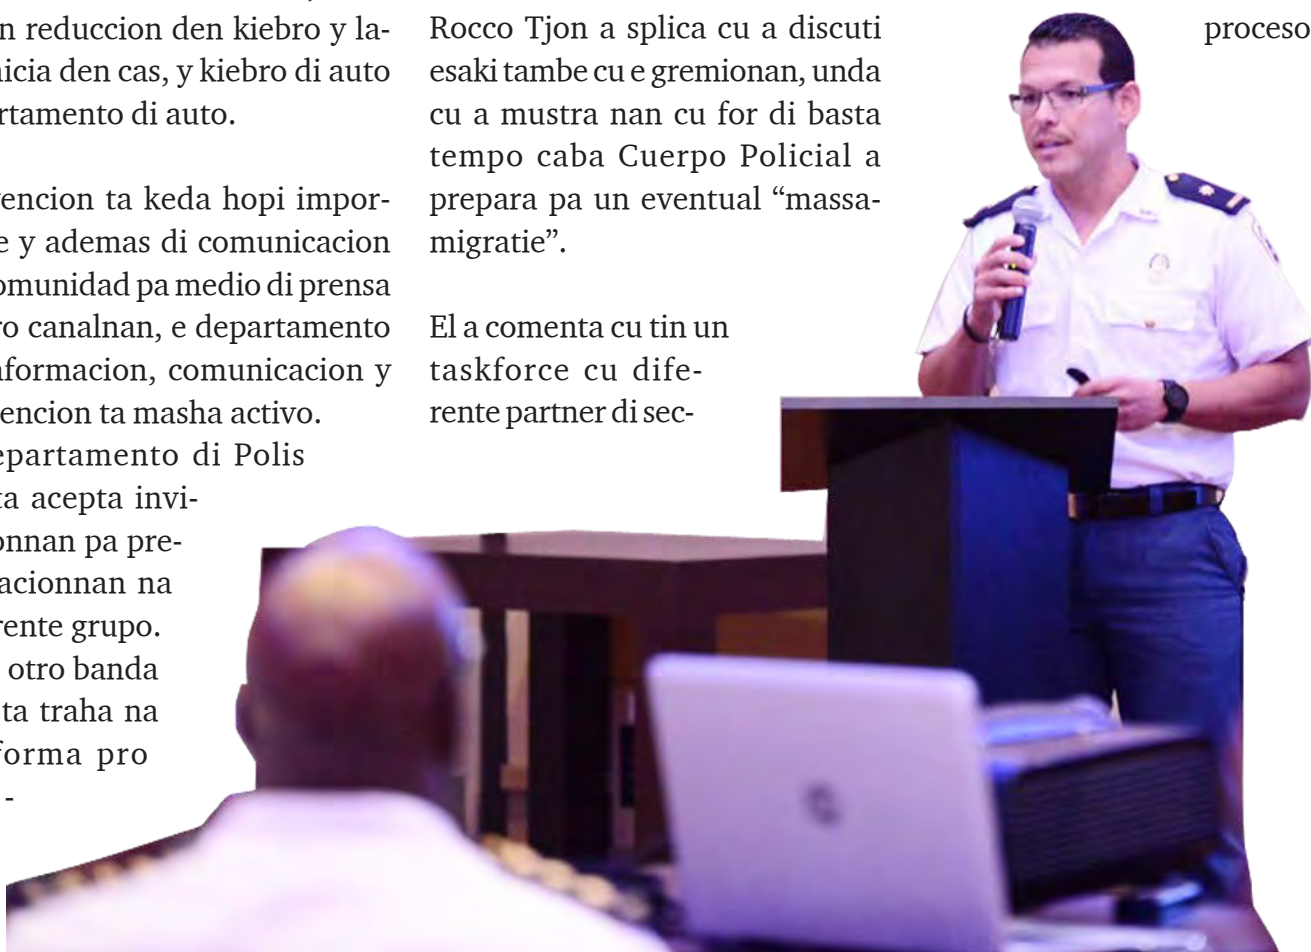 n reduccion den kiebro y la-
nicia den cas, y kiebro di auto
rtamento di auto.
encion ta keda hopi impor-
e y ademas di comunicacion
omunidad pa medio di prensa
ro canalnan, e departamento
nformacion, comunicacion y
encion ta masha activo.
epartamento di Polis
ta acepta invi-
onnan pa pre-
acionnan na
rente grupo.
otro banda
ta traha na
forma pro
-
Rocco Tjon a splica cu a discuti
esaki tambe cu e gremionan, unda
cu a mustra nan cu for di basta
tempo caba Cuerpo Policial a
prepara pa un eventual “massa-
migratie”.
El a comenta cu tin un
taskforce cu dife-
rente partner di sec-
proceso